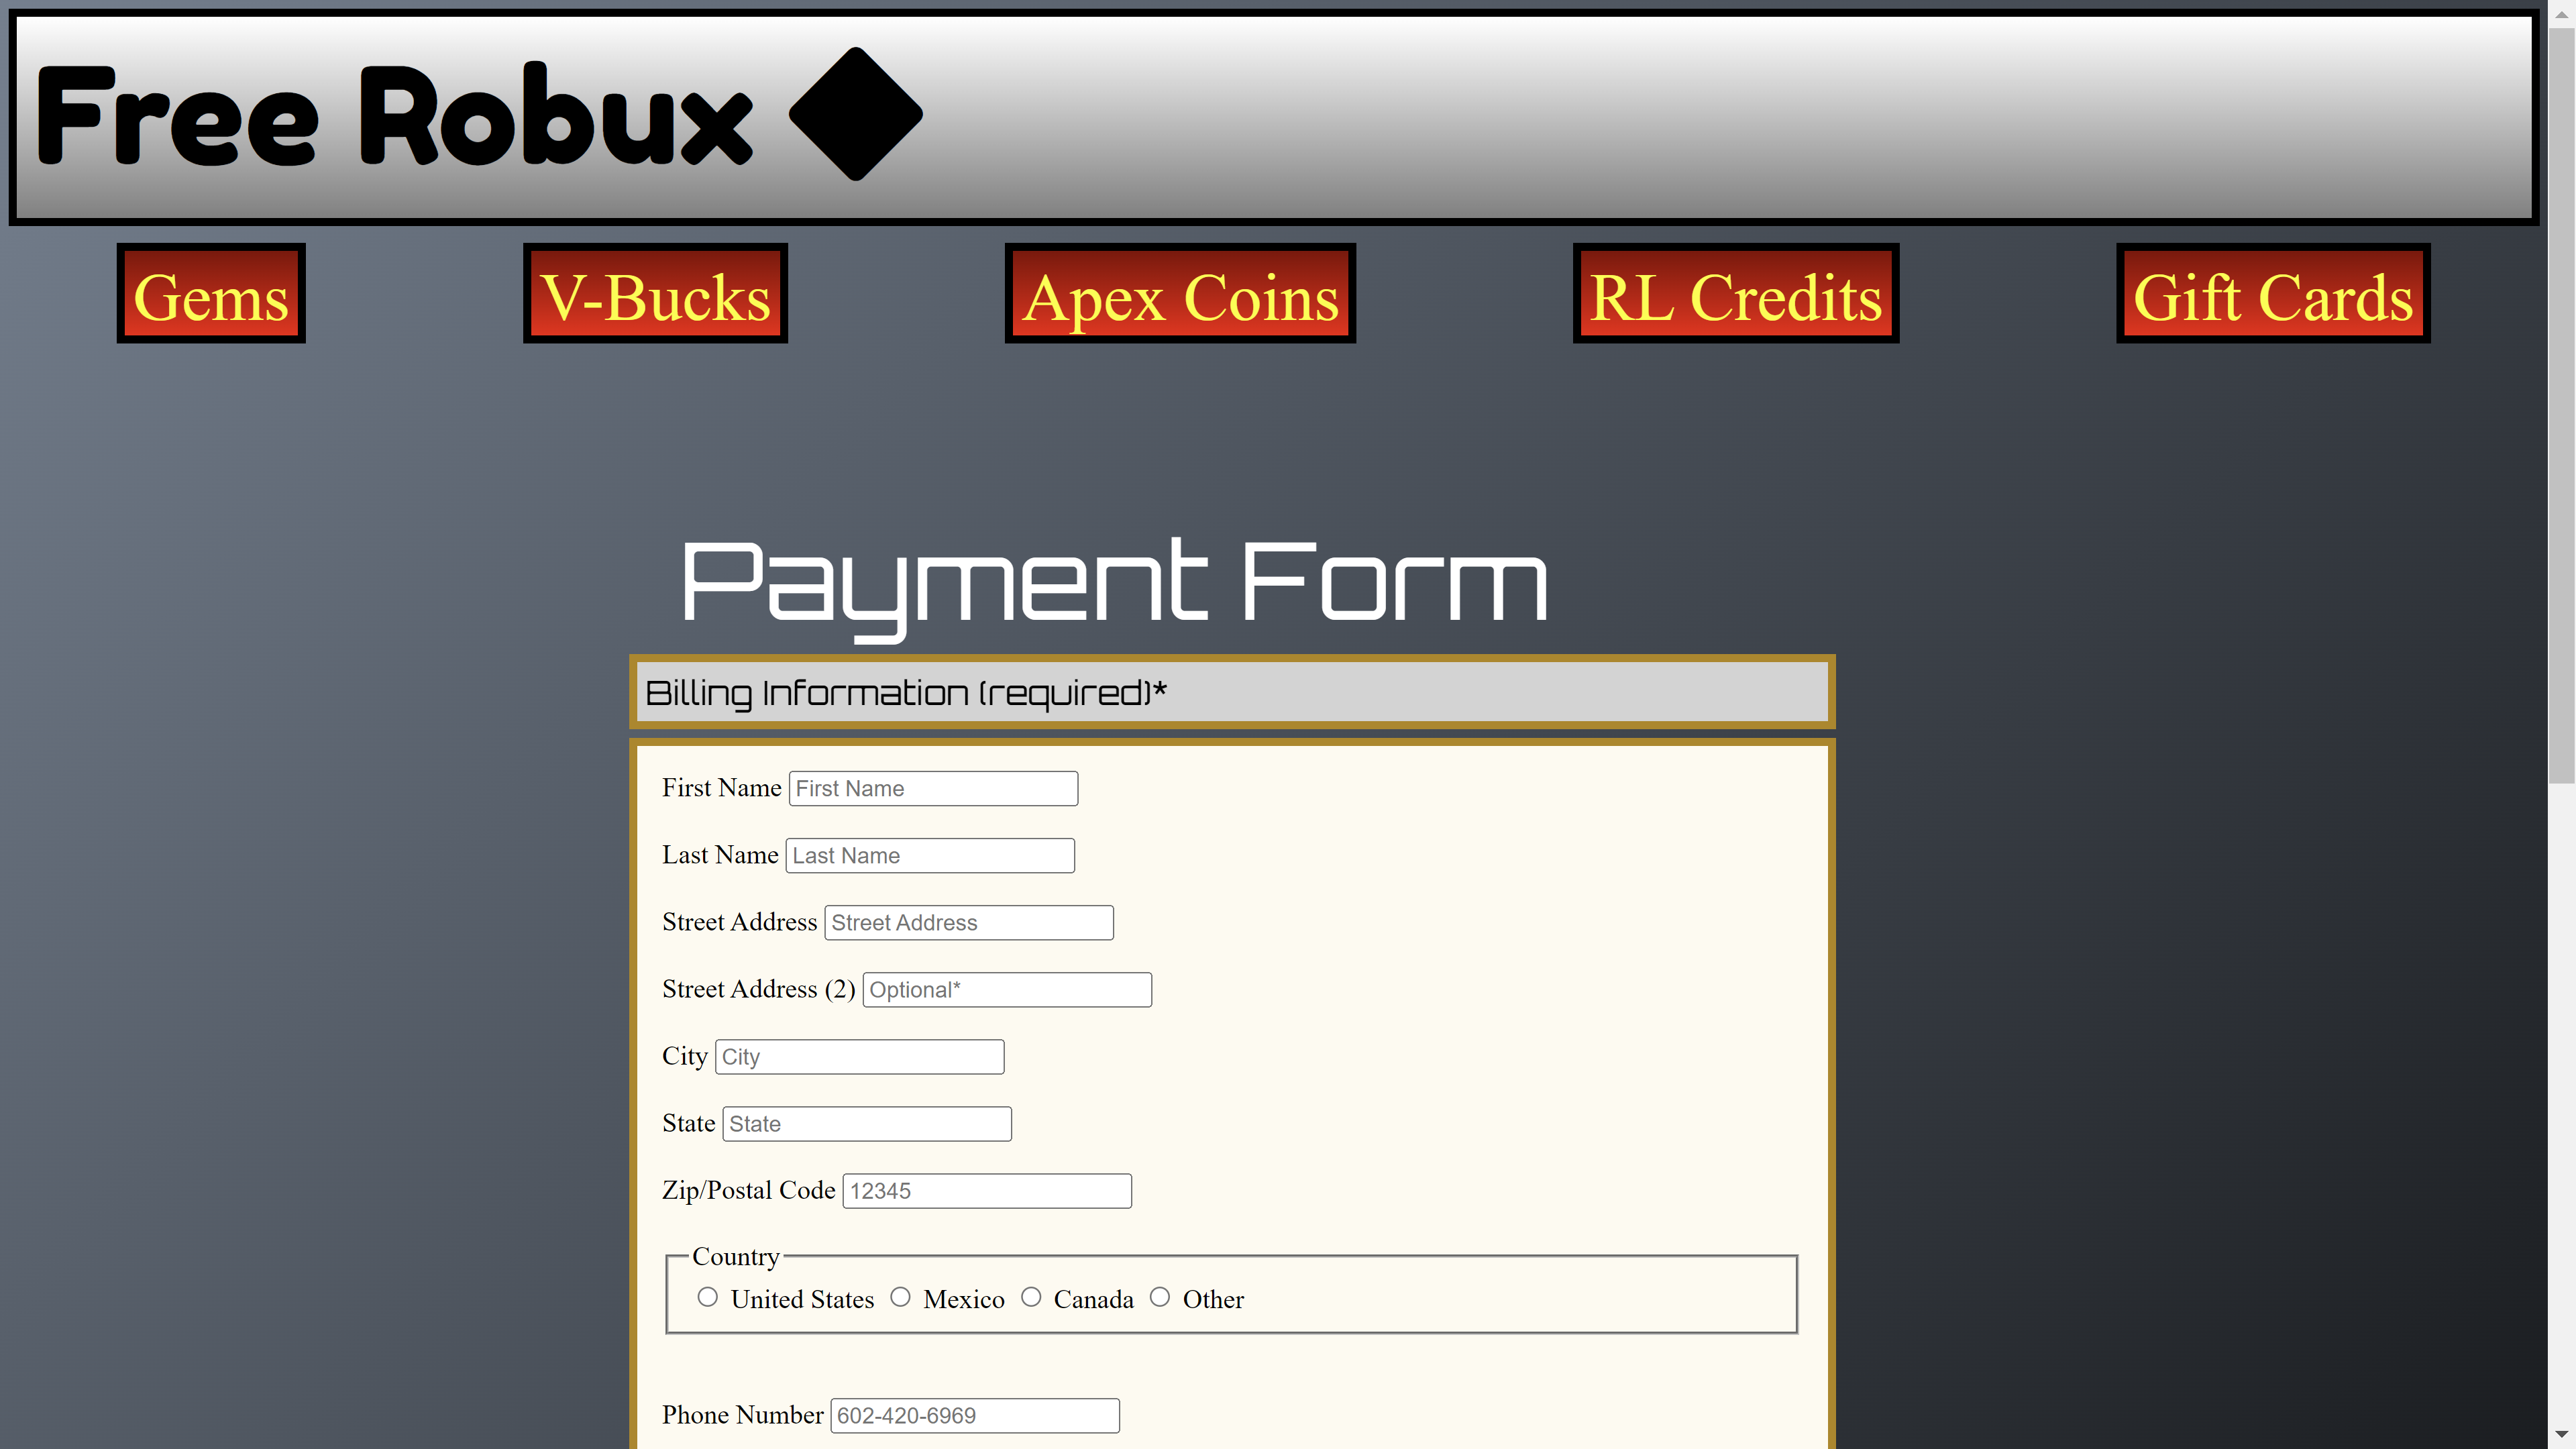 Free Robux
Gems V-Bucks Apex Coins RL Credits Gift Cards
Payment Form
Billing Information (required)*
First Name First Name
Last Name Last Name
Street Address Street Address
Street Address (2) Optional*
City City
State State
Zip/Postal Code 12345
Country
United States Mexico Canada Other
Phone Number 602-420-6969